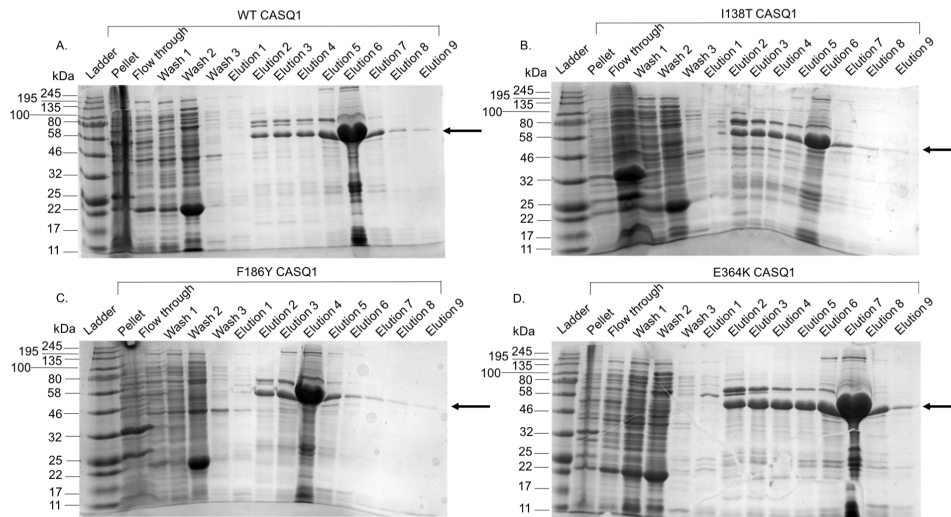 WT CASQ1
A.
kDa
Ladder
Pellet
Flow through
Wash 1
Wash 2
Wash 3
Elution 1
Elution 2
Elution 3
Elution 4
Elution 5
Elution 6
Elution 7
Elution 8
Elution 9
245
195
135
100
80
58
46
32
25
22
17
11
I138T CASQ1
B.
kDa
Ladder
Pellet
Flow through
Wash 1
Wash 2
Wash 3
Elution 1
Elution 2
Elution 3
Elution 4
Elution 5
Elution 6
Elution 7
Elution 8
Elution 9
245
195
135
100
80
58
46
32
25
22
17
11
F186Y CASQ1
C.
kDa
Ladder
Pellet
Flow through
Wash 1
Wash 2
Wash 3
Elution 1
Elution 2
Elution 3
Elution 4
Elution 5
Elution 6
Elution 7
Elution 8
Elution 9
245
195
135
100
80
58
46
32
25
22
17
11
E364K CASQ1
D.
kDa
Ladder
Pellet
Flow through
Wash 1
Wash 2
Wash 3
Elution 1
Elution 2
Elution 3
Elution 4
Elution 5
Elution 6
Elution 7
Elution 8
Elution 9
245
195
135
100
80
58
46
32
25
22
17
11